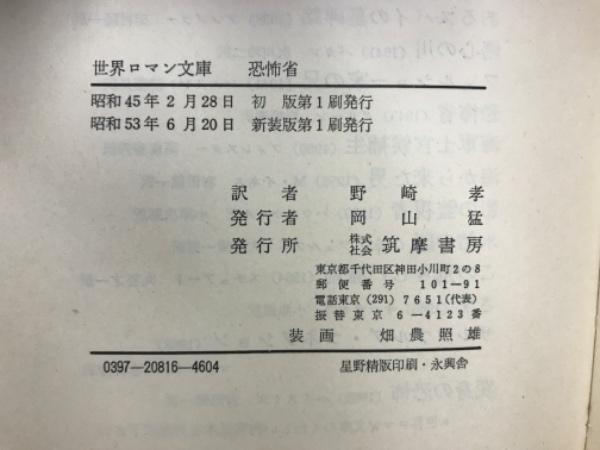 世界ロマン文庫　恐怖省
昭和45年2月28日　初　版第1刷発行
昭和53年6月20日　新装版第1刷発行
訳者　野崎孝
発行者　岡山猛
発行所　株式会社　筑摩書房
東京都千代田区神田小川町2の8
郵便番号　101−91
電話東京 (291) 7651 (代表)
振替東京　6−4123番
装画　畑農照雄
0397−20816−4604　星野精版印刷・永興舎